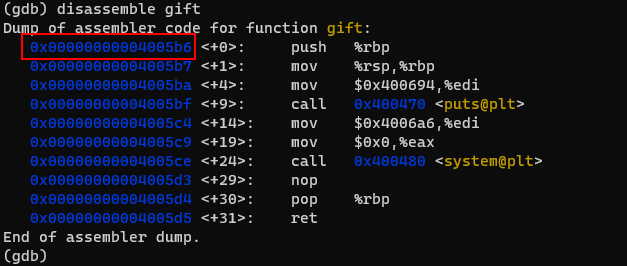 (gdb) disassemble gift
Dump of assembler code for function gift:
   0x00000000004005b6 <+0>:     push   %rbp
   0x00000000004005b7 <+1>:     mov    %rsp,%rbp
   0x00000000004005ba <+4>:     mov    $0x400694,%edi
   0x00000000004005bf <+9>:     call   0x400470 <puts@plt>
   0x00000000004005c4 <+14>:    mov    $0x4006a6,%edi
   0x00000000004005c9 <+19>:    mov    $0x0,%eax
   0x00000000004005ce <+24>:    call   0x400480 <system@plt>
   0x00000000004005d3 <+29>:    nop
   0x00000000004005d4 <+30>:    pop    %rbp
   0x00000000004005d5 <+31>:    ret
End of assembler dump.
(gdb)